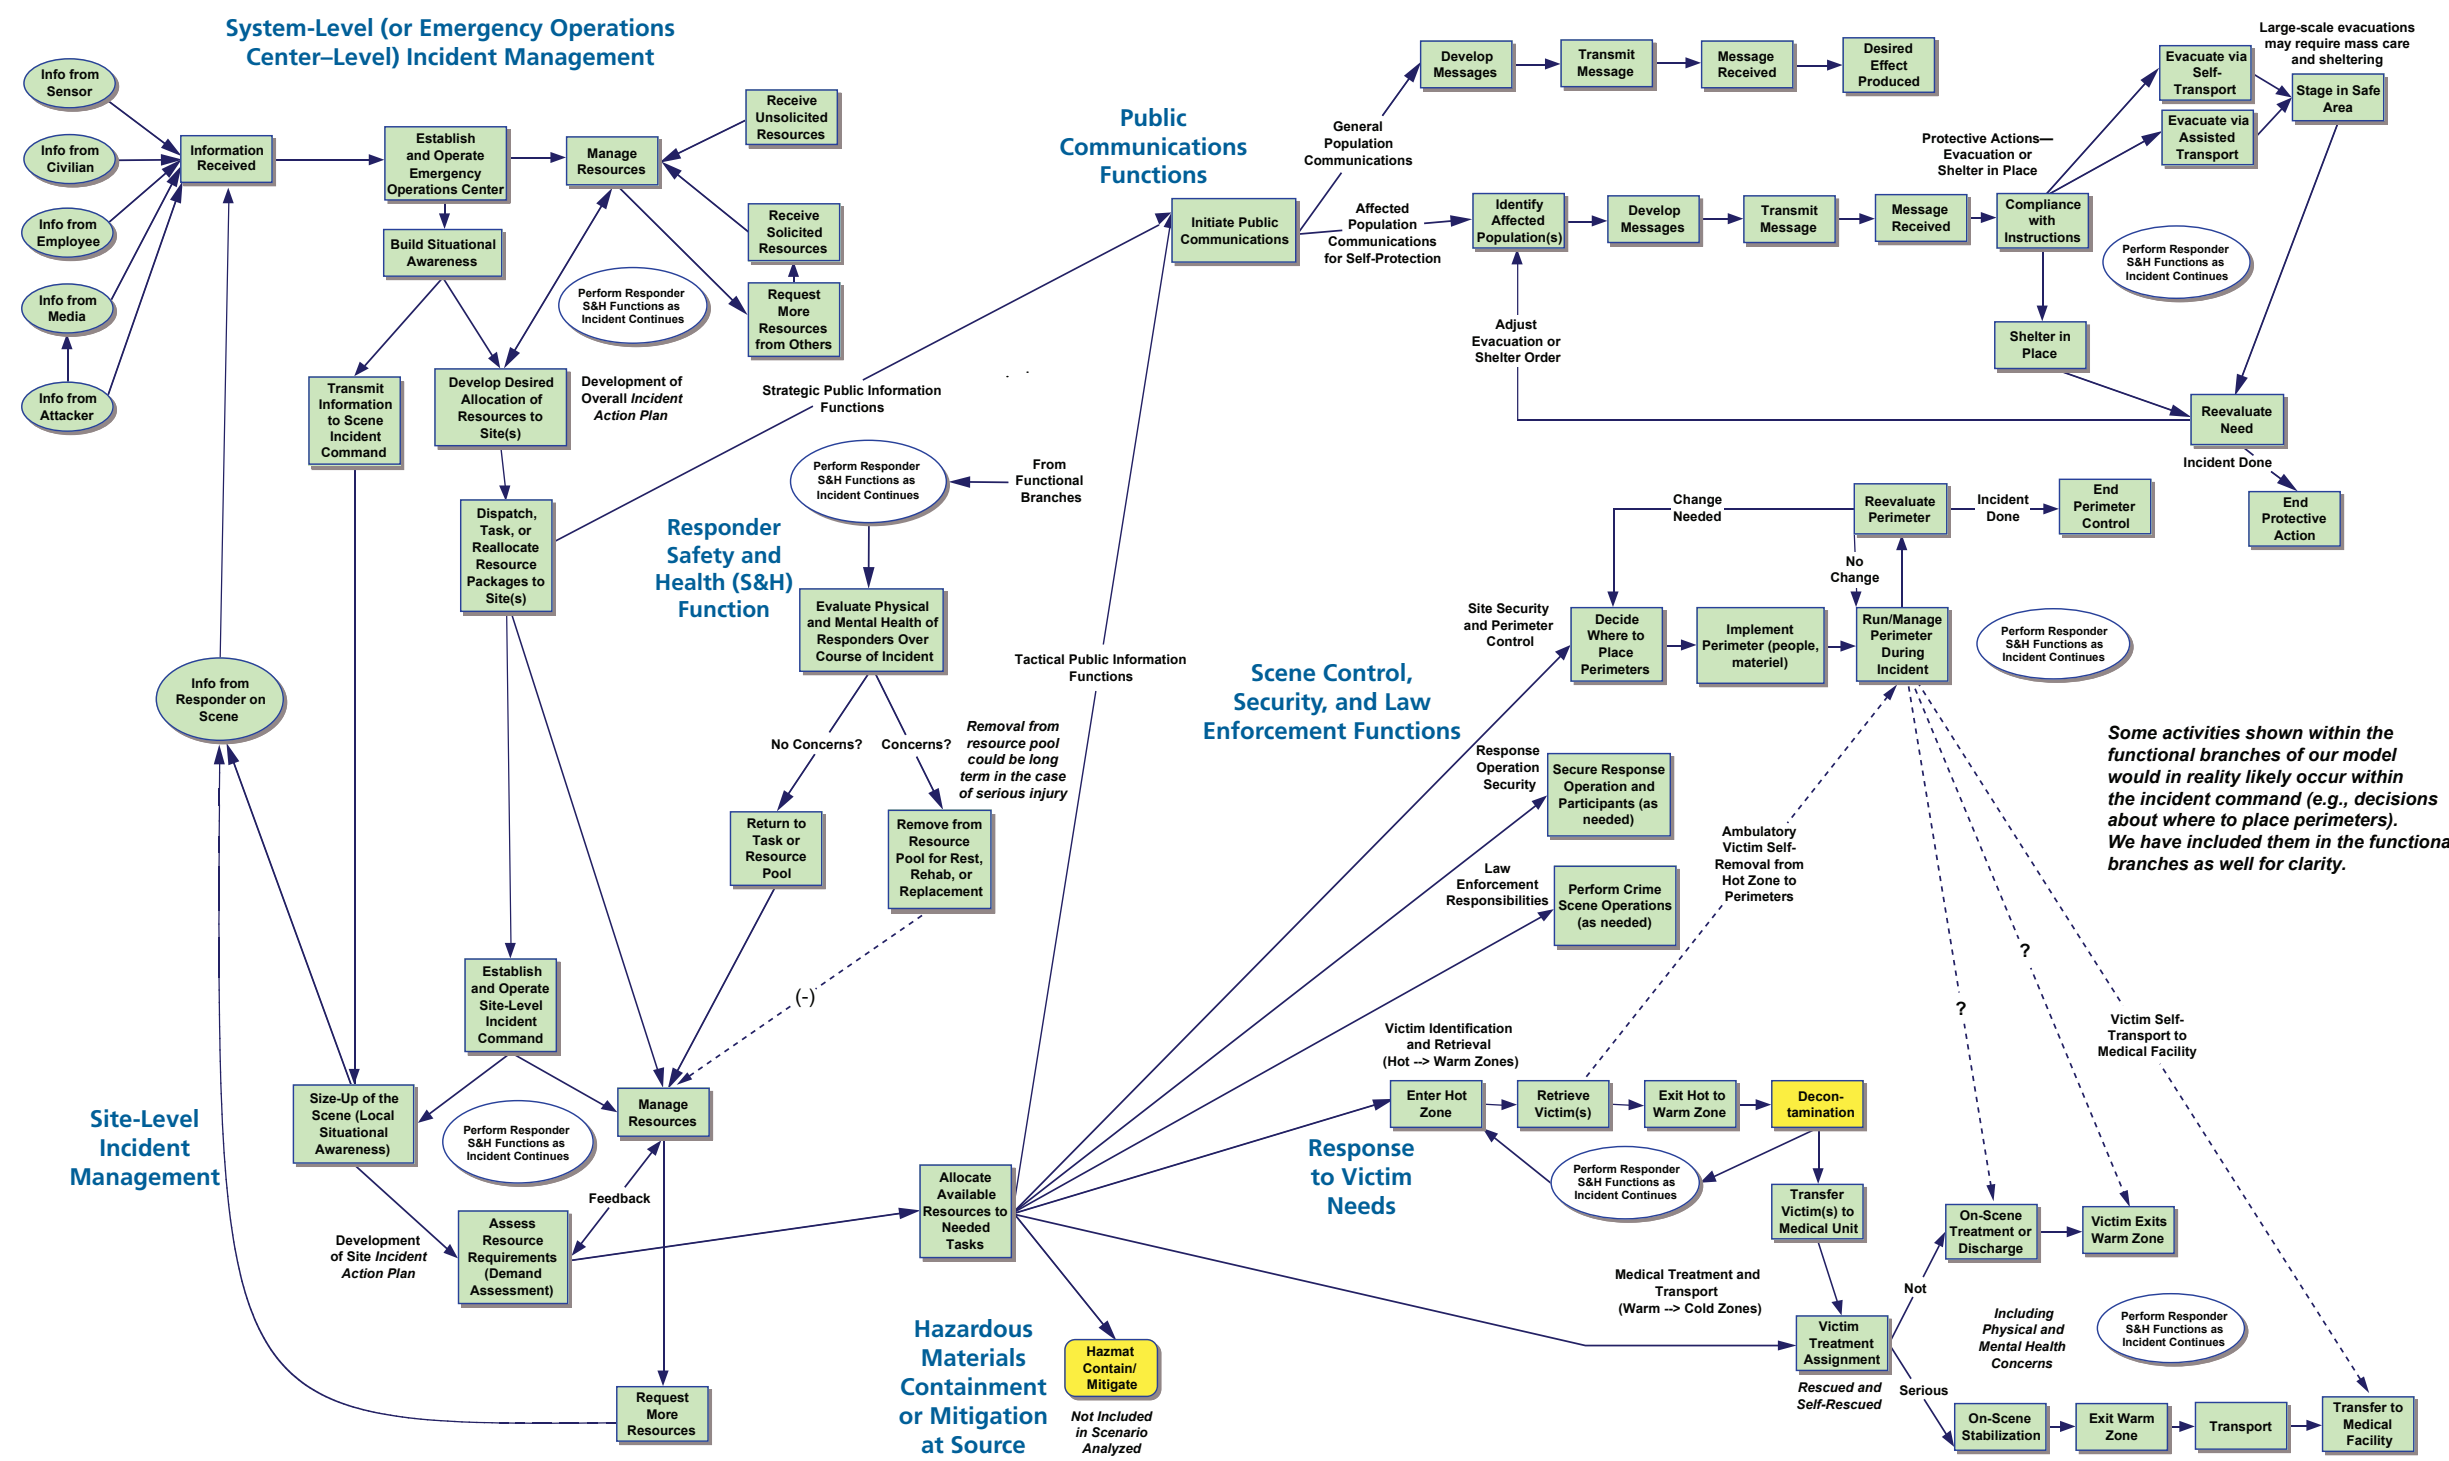 System-Level (or Emergency Operations
Center–Level) Incident Management
Info from
Sensor
Info from
Civilian
Info from
Employee
Info from
Media
Info from
Attacker
Information
Received
Establish
and Operate
Emergency
Operations Center
Manage
Resources
Receive
Unsolicited
Resources
Receive
Solicited
Resources
Request
More
Resources
from Others
Build Situational
Awareness
Perform Responder
S&H Functions as
Incident Continues
Transmit
Information
to Scene
Incident
Command
Develop Desired
Allocation of
Resources to
Site(s)
Development of
Overall Incident
Action Plan
Dispatch,
Task, or
Reallocate
Resource
Packages to
Site(s)
Strategic Public Information
Functions
Public
Communications
Functions
Initiate Public
Communications
General
Population
Communications
Develop
Messages
Transmit
Message
Message
Received
Desired
Effect
Produced
Affected
Population
Communications
for Self-Protection
Identify
Affected
Population(s)
Develop
Messages
Transmit
Message
Message
Received
Compliance
with
Instructions
Protective Actions—
Evacuation or
Shelter in Place
Evacuate via
Self-
Transport
Evacuate via
Assisted
Transport
Large-scale evacuations
may require mass care
and sheltering
Stage in Safe
Area
Perform Responder
S&H Functions as
Incident Continues
Shelter in
Place
Adjust
Evacuation or
Shelter Order
Reevaluate
Need
Incident Done
End
Protective
Action
Responder
Safety and
Health (S&H)
Function
Perform Responder
S&H Functions as
Incident Continues
From
Functional
Branches
Evaluate Physical
and Mental Health of
Responders Over
Course of Incident
No Concerns?
Concerns?
Removal from
resource pool
could be long
term in the case
of serious injury
Return to
Task or
Resource
Pool
Remove from
Resource
Pool for Rest,
Rehab, or
Replacement
(-)
Tactical Public Information
Functions
Scene Control,
Security, and Law
Enforcement Functions
Site Security
and Perimeter
Control
Decide
Where to
Place
Perimeters
Implement
Perimeter (people,
materiel)
Run/Manage
Perimeter
During
Incident
Change
Needed
Reevaluate
Perimeter
No
Change
Incident
Done
End
Perimeter
Control
Perform Responder
S&H Functions as
Incident Continues
Response
Operation
Security
Secure Response
Operation and
Participants (as
needed)
Law
Enforcement
Responsibilities
Perform Crime
Scene Operations
(as needed)
Ambulatory
Victim Self-
Removal from
Hot Zone to
Perimeters
Some activities shown within the
functional branches of our model
would in reality likely occur within
the incident command (e.g., decisions
about where to place perimeters).
We have included them in the functiona
branches as well for clarity.
?
?
Victim Self-
Transport to
Medical Facility
Info from
Responder on
Scene
Establish
and Operate
Site-Level
Incident
Command
Site-Level
Incident
Management
Size-Up of the
Scene (Local
Situational
Awareness)
Perform Responder
S&H Functions as
Incident Continues
Manage
Resources
Feedback
Development
of Site Incident
Action Plan
Assess
Resource
Requirements
(Demand
Assessment)
Request
More
Resources
Allocate
Available
Resources to
Needed
Tasks
Hazardous
Materials
Containment
or Mitigation
at Source
Hazmat
Contain/
Mitigate
Not Included
in Scenario
Analyzed
Response
to Victim
Needs
Victim Identification
and Retrieval
(Hot --> Warm Zones)
Enter Hot
Zone
Retrieve
Victim(s)
Exit Hot to
Warm Zone
Decon-
tamination
Perform Responder
S&H Functions as
Incident Continues
Transfer
Victim(s) to
Medical Unit
Medical Treatment and
Transport
(Warm --> Cold Zones)
Victim
Treatment
Assignment
Rescued and
Self-Rescued
Not
On-Scene
Treatment or
Discharge
Victim Exits
Warm Zone
Including
Physical and
Mental Health
Concerns
Perform Responder
S&H Functions as
Incident Continues
Serious
On-Scene
Stabilization
Exit Warm
Zone
Transport
Transfer to
Medical
Facility